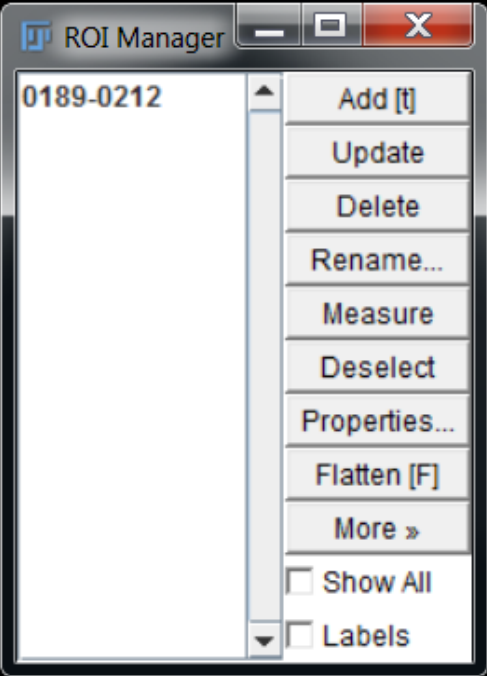 ROI Manager
0189-0212
Add [t]
Update
Delete
Rename...
Measure
Deselect
Properties...
Flatten [F]
More »
Show All
Labels